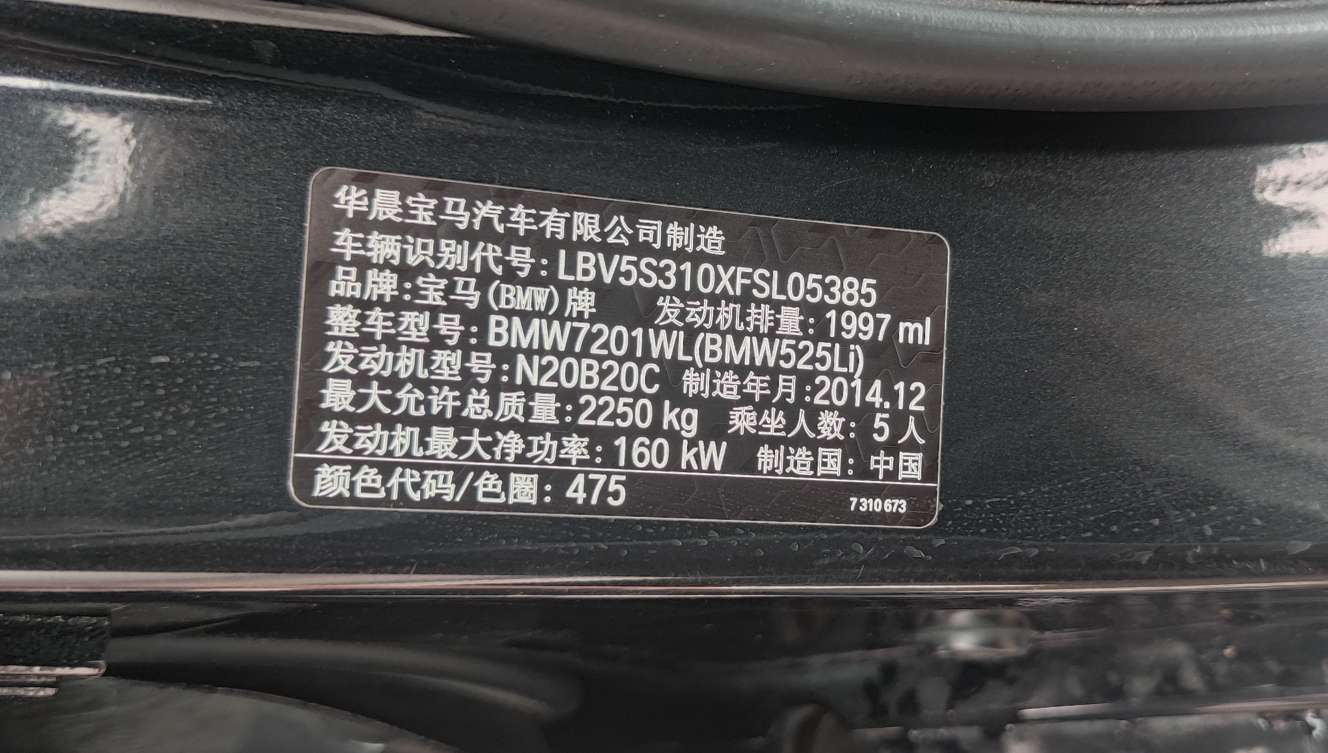 华晨宝马汽车有限公司制造
车辆识别代号: LBV5S310XFSL05385
品牌:宝马(BMW)牌 发动机排量: 1997 ml
整车型号: BMW7201WL(BMW525Li)
发动机型号:N20B20C 制造年月:2014.12
最大允许总质量:2250 kg 乘坐人数: 5 人
发动机最大净功率: 160 kW 制造国: 中国
颜色代码/色圈: 475 7 310 673